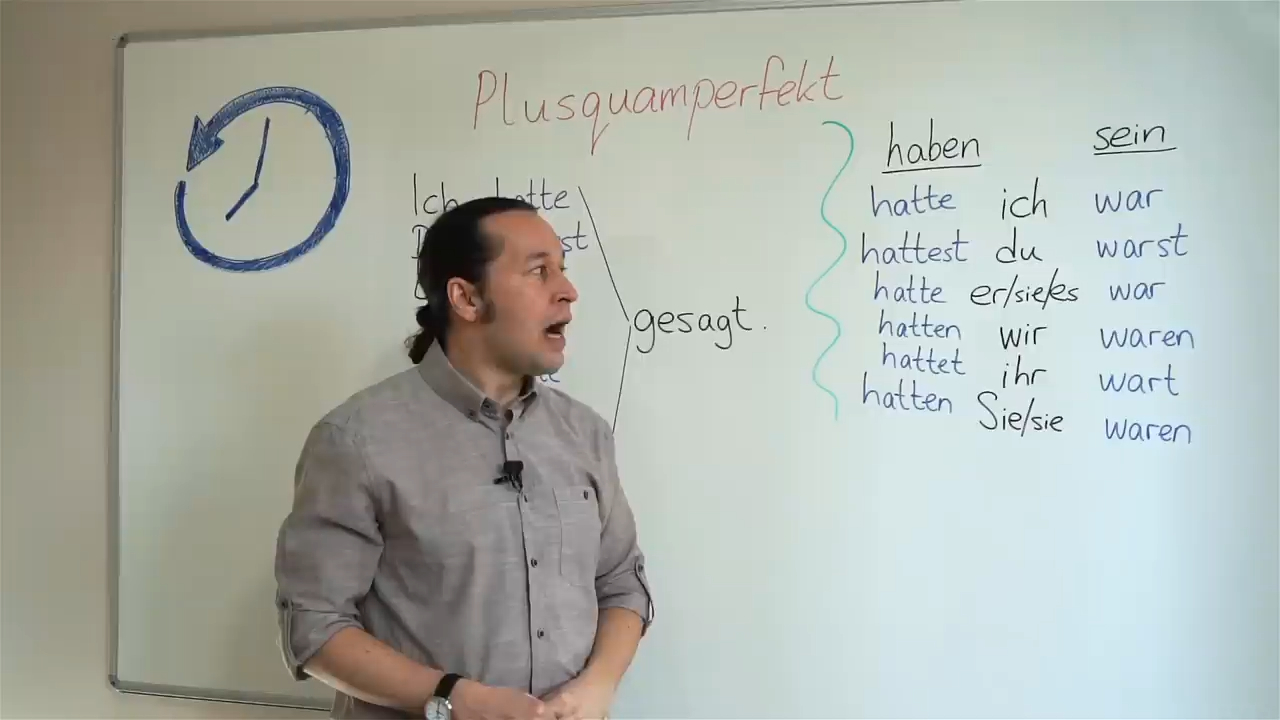 Plusquamperfekt
gesagt.
haben sein
hatte ich war
hattest du warst
hatte er/sie/es war
hatten wir waren
hattet ihr wart
hatten Sie/sie waren
Ich